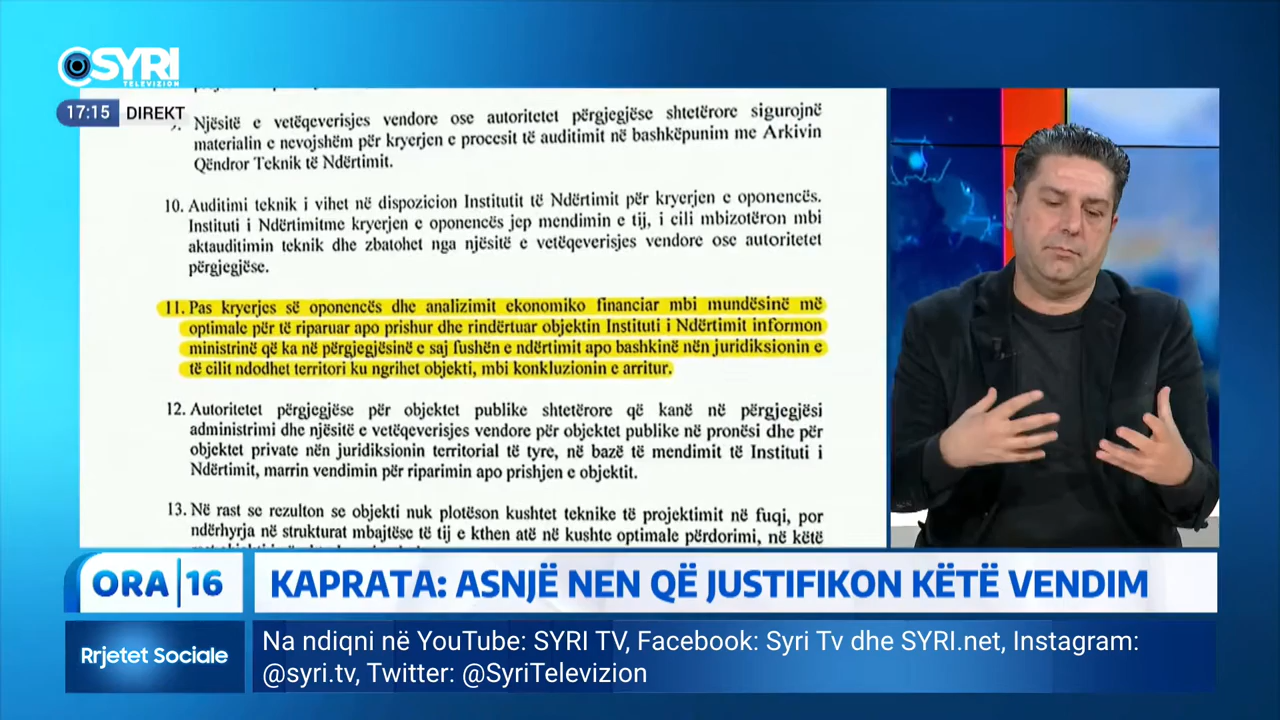 SYRI
TELEVIZION
17:15 DIREKT
Njësitë e vetëqeverisjes vendore ose autoritetet përgjegjëse shtetërore sigurojnë
materialin e nevojshëm për kryerjen e procesit të auditimit në bashkëpunim me Arkivin
Qëndror Teknik të Ndërtimit.
10. Auditimi teknik i vihet në dispozicion Institutit të Ndërtimit për kryerjen e oponencës.
Instituti i Ndërtimitme kryerjen e oponencës jep mendimin e tij, i cili mbizotëron mbi
aktauditimin teknik dhe zbatohet nga njësitë e vetëqeverisjes vendore ose autoritetet
përgjegjëse.
11. Pas kryerjes së oponencës dhe analizimit ekonomiko financiar mbi mundësinë më
optimale për të riparuar apo prishur dhe rindërtuar objektin Instituti i Ndërtimit informon
ministrinë që ka në përgjegjësinë e saj fushën e ndërtimit apo bashkinë nën juridiksionin e
të cilit ndodhet territori ku ngrihet objekti, mbi konkluzionin e arritur.
12. Autoritetet përgjegjëse për objektet publike shtetërore që kanë në përgjegjësi
administrimi dhe njësitë e vetëqeverisjes vendore për objektet publike në pronësi dhe për
objektet private nën juridiksionin territorial të tyre, në bazë të mendimit të Instituti i
Ndërtimit, marrin vendimin për riparimin apo prishjen e objektit.
13. Në rast se rezulton se objekti nuk plotëson kushtet teknike të projektimit në fuqi, por
ndërhyrja në strukturat mbajtëse të tij e kthen atë në kushte optimale përdorimi, në këtë
ORA 16
KAPRATA: ASNJË NEN QË JUSTIFIKON KËTË VENDIM
Rrjetet Sociale
Na ndiqni në YouTube: SYRI TV, Facebook: Syri Tv dhe SYRI.net, Instagram:
@syri.tv, Twitter: @SyriTelevizion